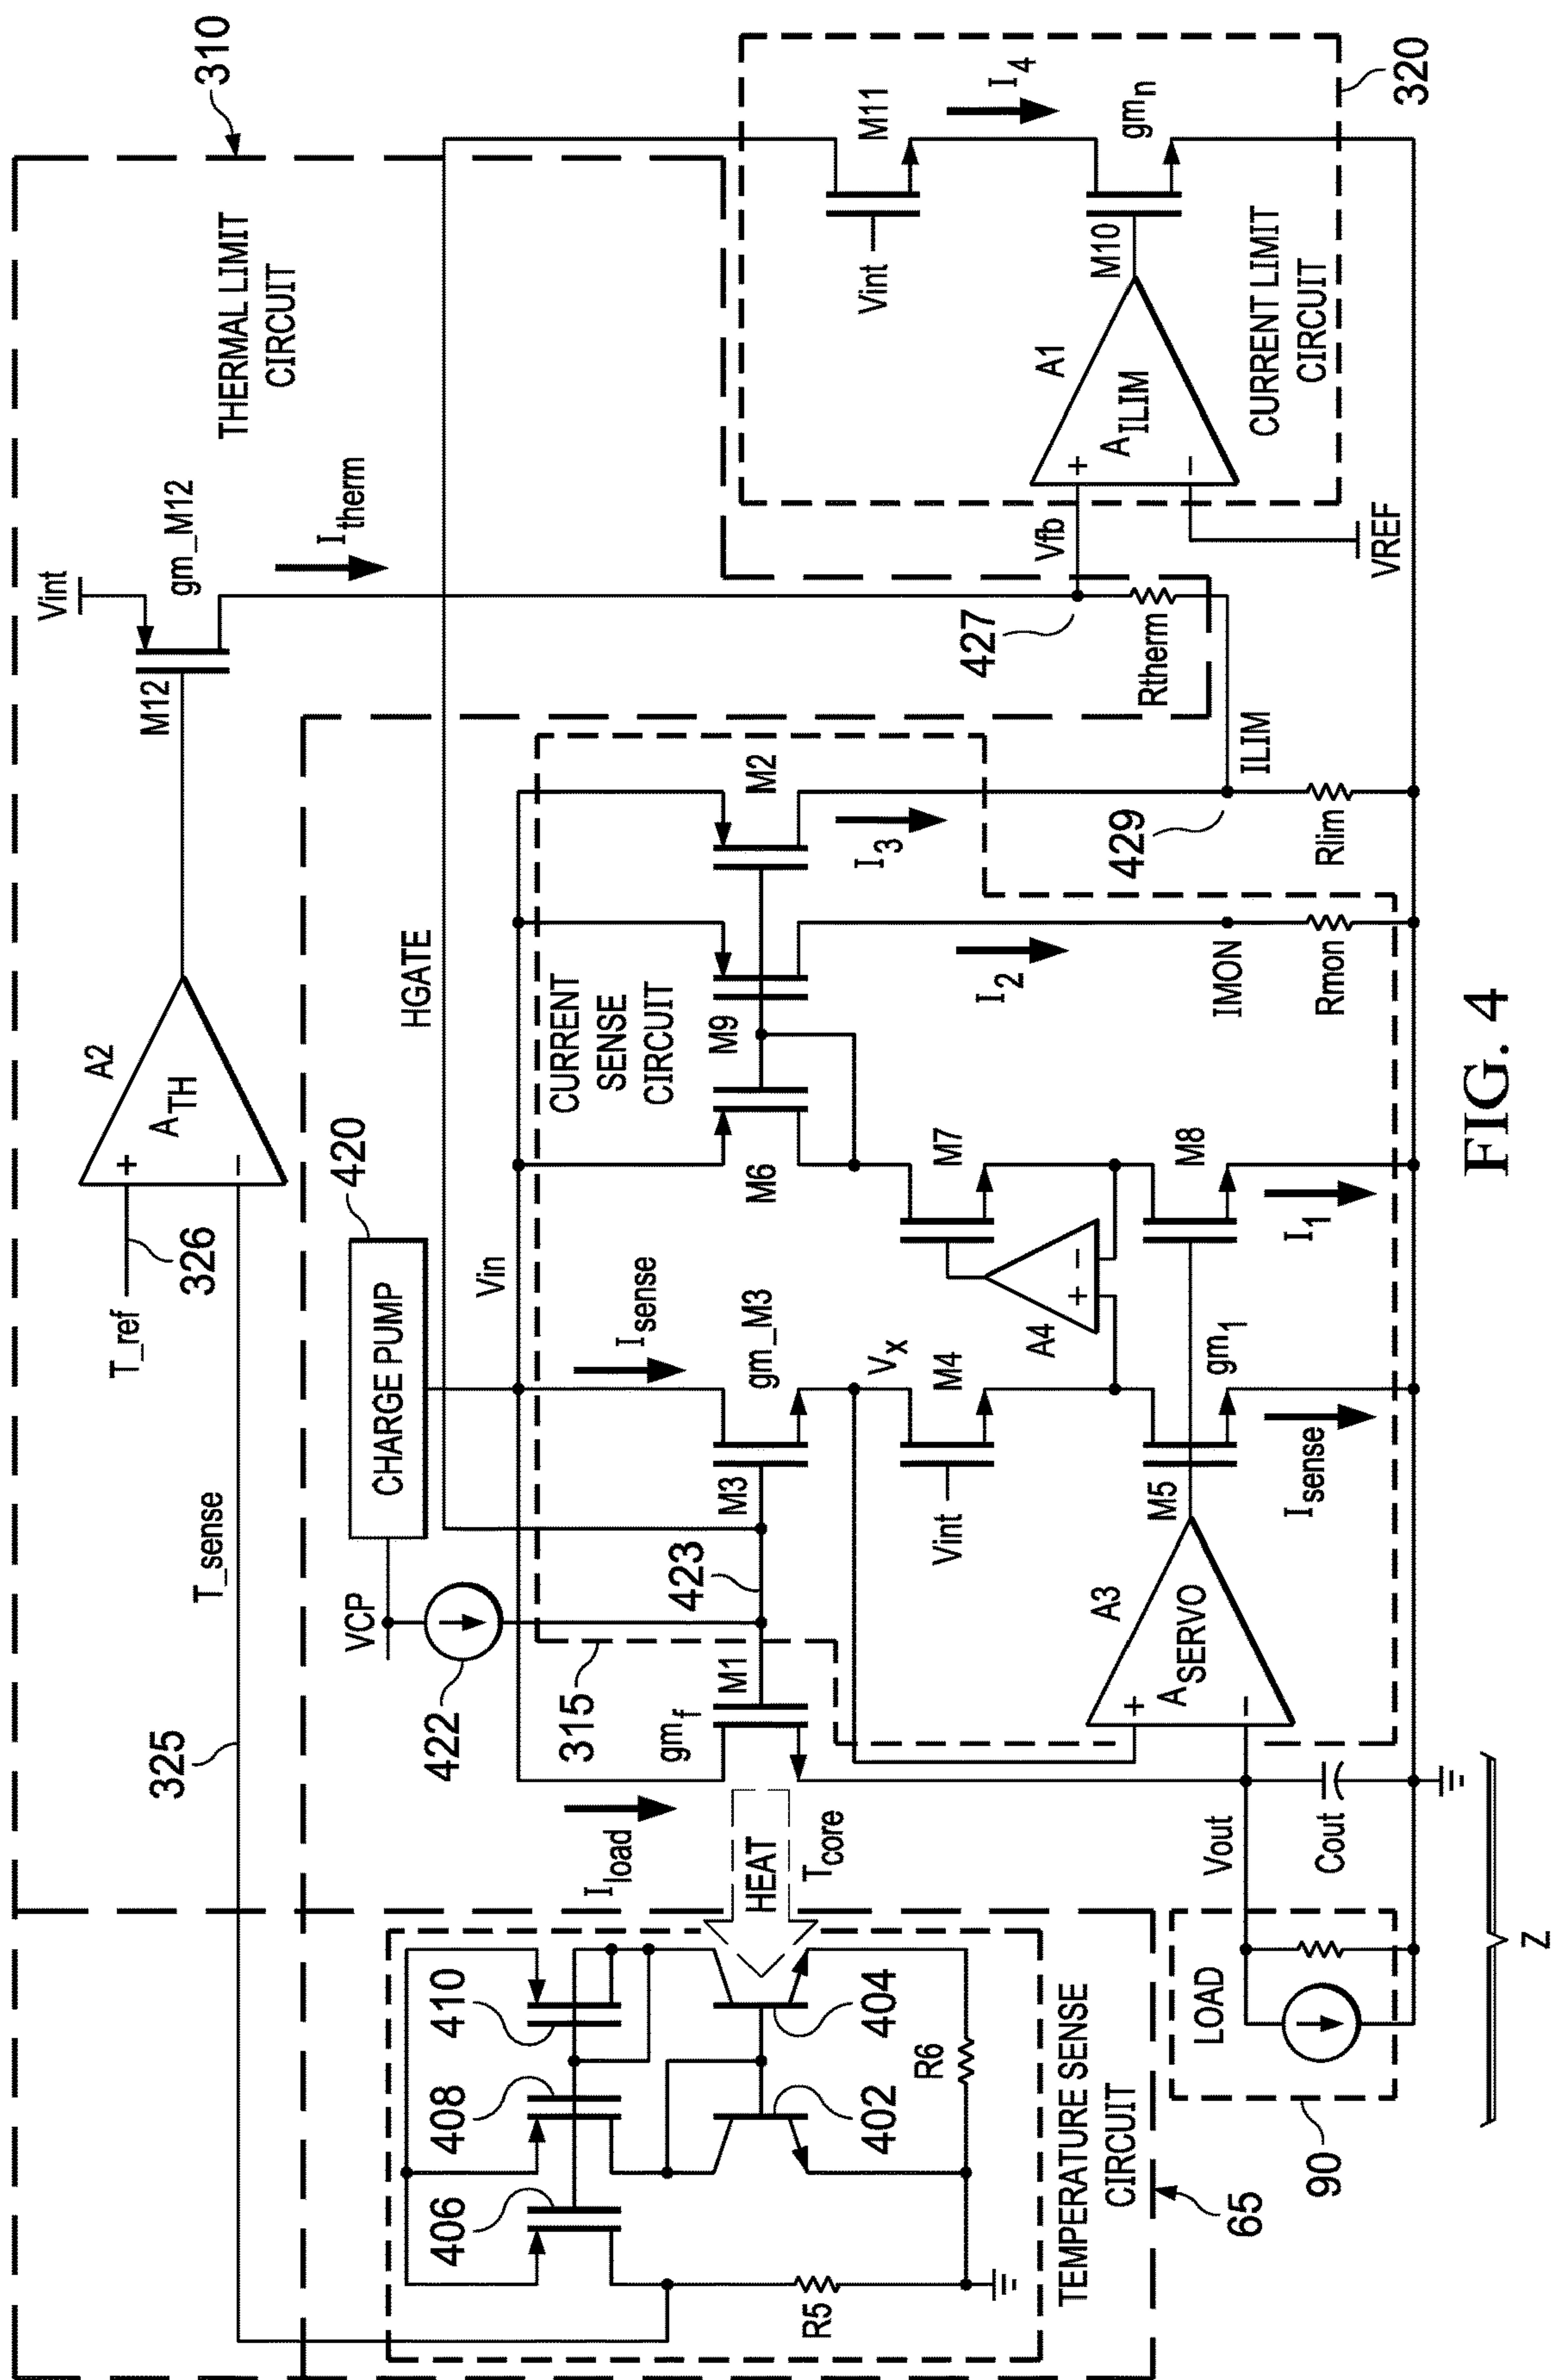 310
THERMAL LIMIT
CIRCUIT
Vint
gm_M12
M12
Itherm
A2
ATH
+
−
T_ref
326
T_sense
325
HGATE
420
CHARGE PUMP
VCP
422
Vin
Isense
CURRENT
SENSE
CIRCUIT
315
423
M1
gmf
M3
gm_M3
M6
M9
M2
I3
I2
Vx
Vint
M4
M7
A4
+
−
M5
gm1
M8
Isense
I1
A3
ASERVO
+
−
IMON
Rmon
429
ILIM
Rlim
427
Vfb
Rtherm
VREF
A1
AILIM
+
−
M10
gmn
Vint
M11
I4
CURRENT LIMIT
CIRCUIT
320
Iload
HEAT
Tcore
406
408
410
402
404
R5
R6
TEMPERATURE SENSE
CIRCUIT
65
LOAD
90
Vout
Cout
Z
FIG. 4